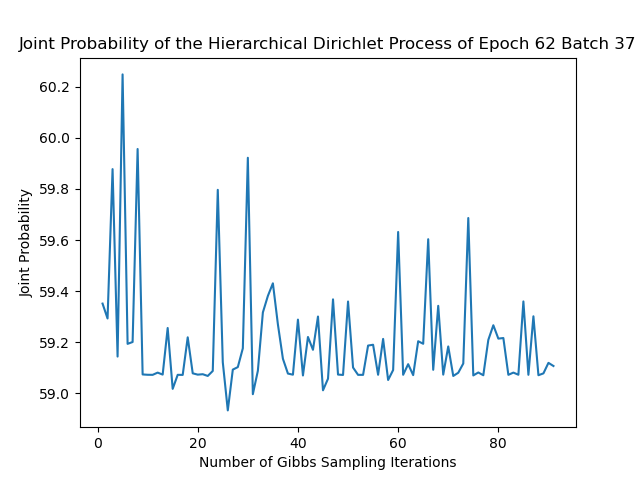 Joint Probability of the Hierarchical Dirichlet Process of Epoch 62 Batch 37
60.2
60.0
59.8
59.6
59.4
59.2
59.0
Joint Probability
0 20 40 60 80
Number of Gibbs Sampling Iterations